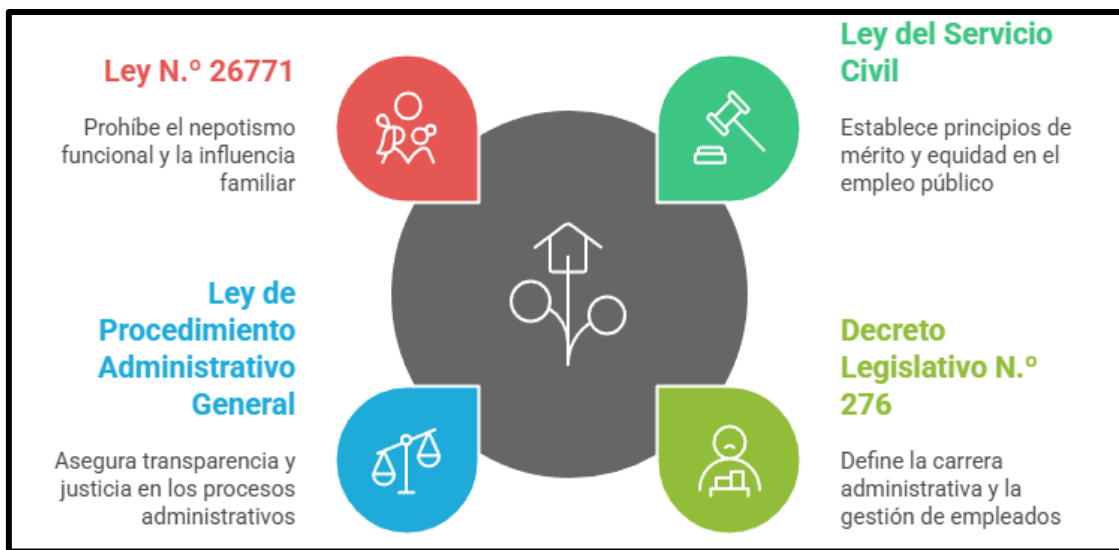 Ley N.º 26771
Prohíbe el nepotismo
funcional y la influencia
familiar
Ley del Servicio
Civil
Establece principios de
mérito y equidad en el
empleo público
Ley de
Procedimiento
Administrativo
General
Asegura transparencia y
justicia en los procesos
administrativos
Decreto
Legislativo N.º
276
Define la carrera
administrativa y la
gestión de empleados